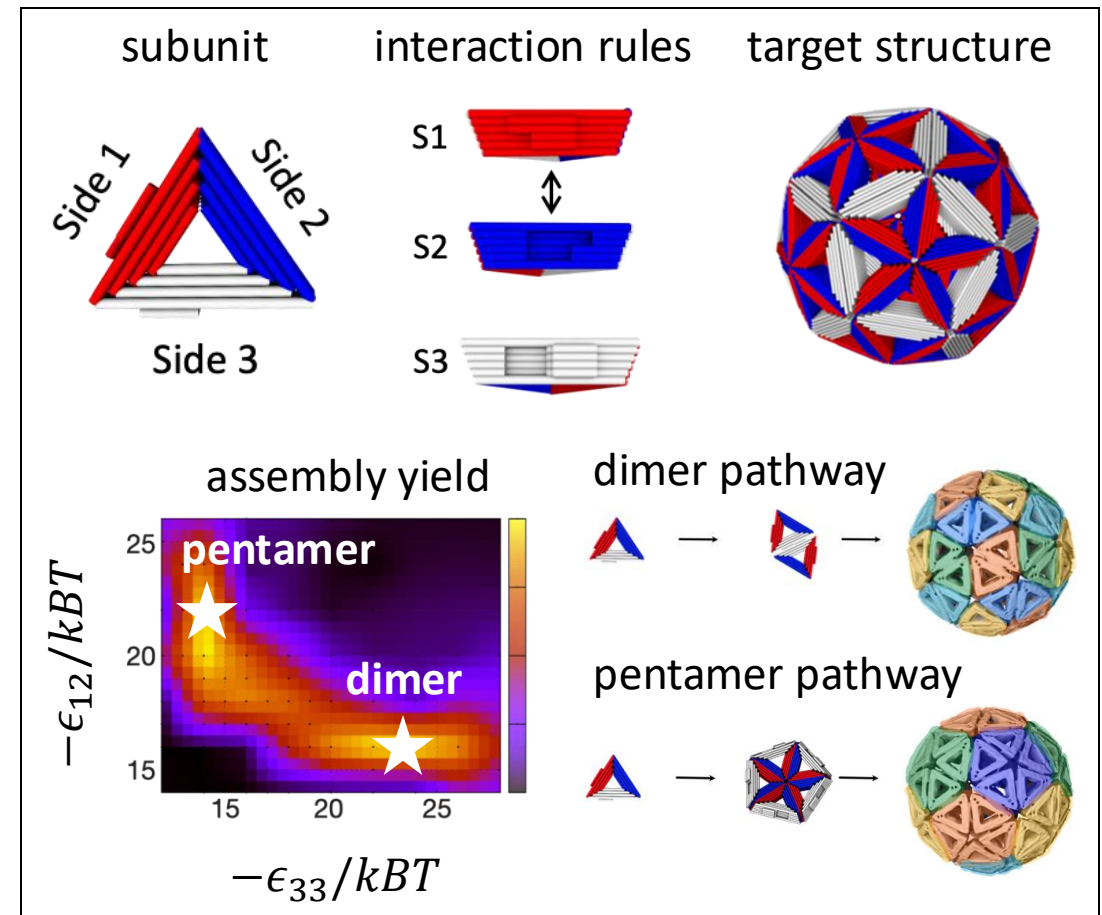 subunit
interaction rules
target structure
Side 1
Side 2
Side 3
S1
S2
S3
assembly yield
pentamer
dimer
25
20
15
15
20
25
−ϵ₁₂/kBT
−ϵ₃₃/kBT
dimer pathway
pentamer pathway